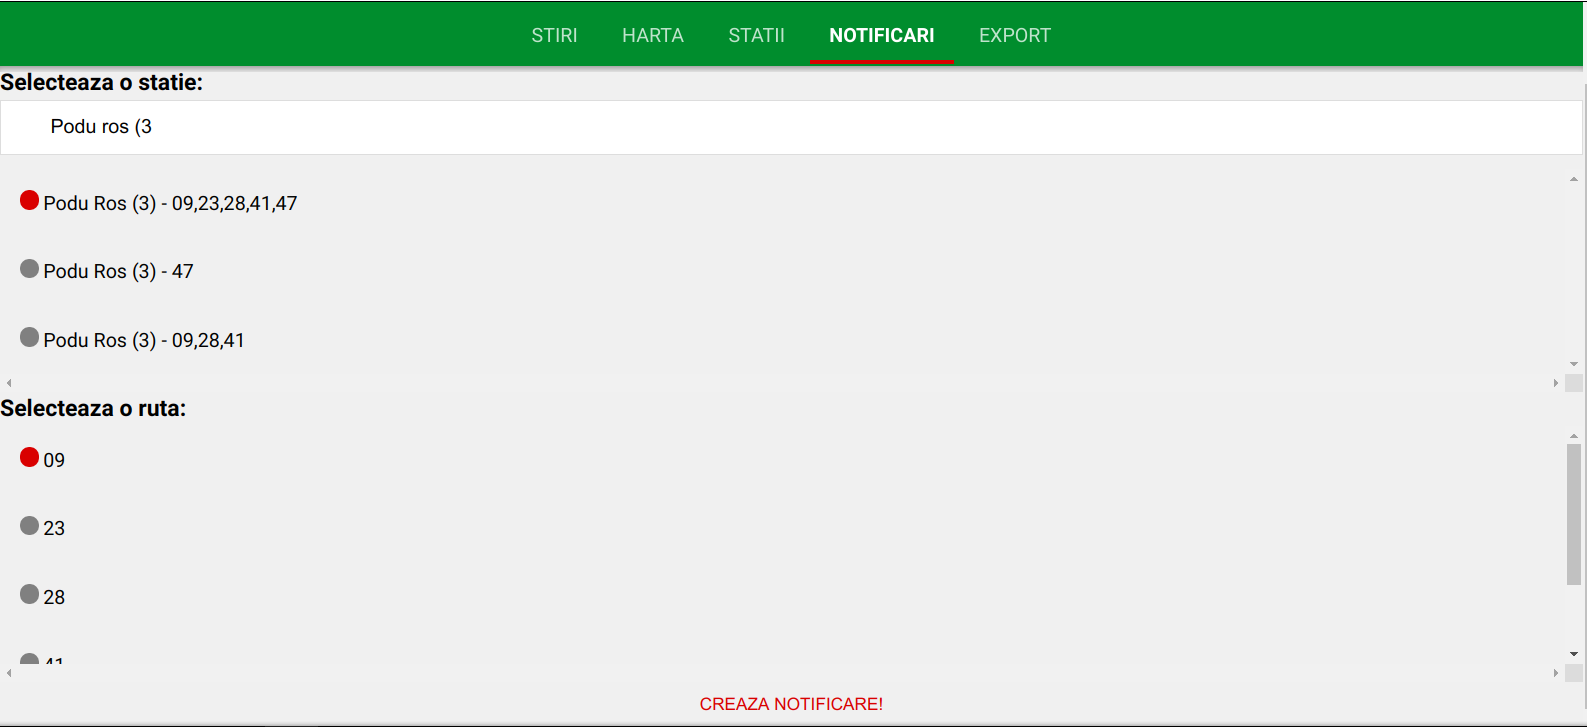 STIRI HARTA STATII NOTIFICARI EXPORT
Selecteaza o statie:
Podu ros (3
Podu Ros (3) - 09,23,28,41,47
Podu Ros (3) - 47
Podu Ros (3) - 09,28,41
Selecteaza o ruta:
09
23
28
41
CREAZA NOTIFICARE!